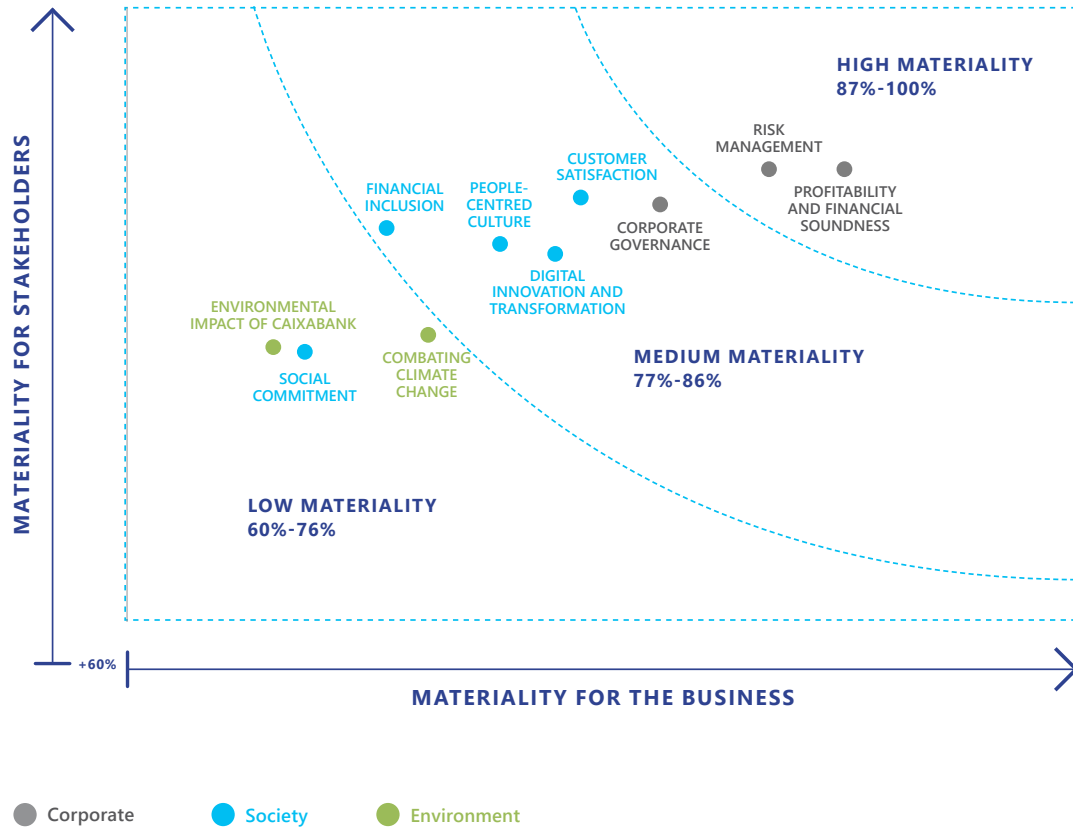 MATERIALITY FOR STAKEHOLDERS
HIGH MATERIALITY
87%-100%
RISK
MANAGEMENT
CUSTOMER
SATISFACTION
FINANCIAL
INCLUSION
PEOPLE-
CENTRED
CULTURE
PROFITABILITY
AND FINANCIAL
SOUNDNESS
CORPORATE
GOVERNANCE
DIGITAL
INNOVATION AND
TRANSFORMATION
ENVIRONMENTAL
IMPACT OF CAIXABANK
COMBATING
CLIMATE
CHANGE
SOCIAL
COMMITMENT
MEDIUM MATERIALITY
77%-86%
LOW MATERIALITY
60%-76%
+60%
MATERIALITY FOR THE BUSINESS
Corporate
Society
Environment